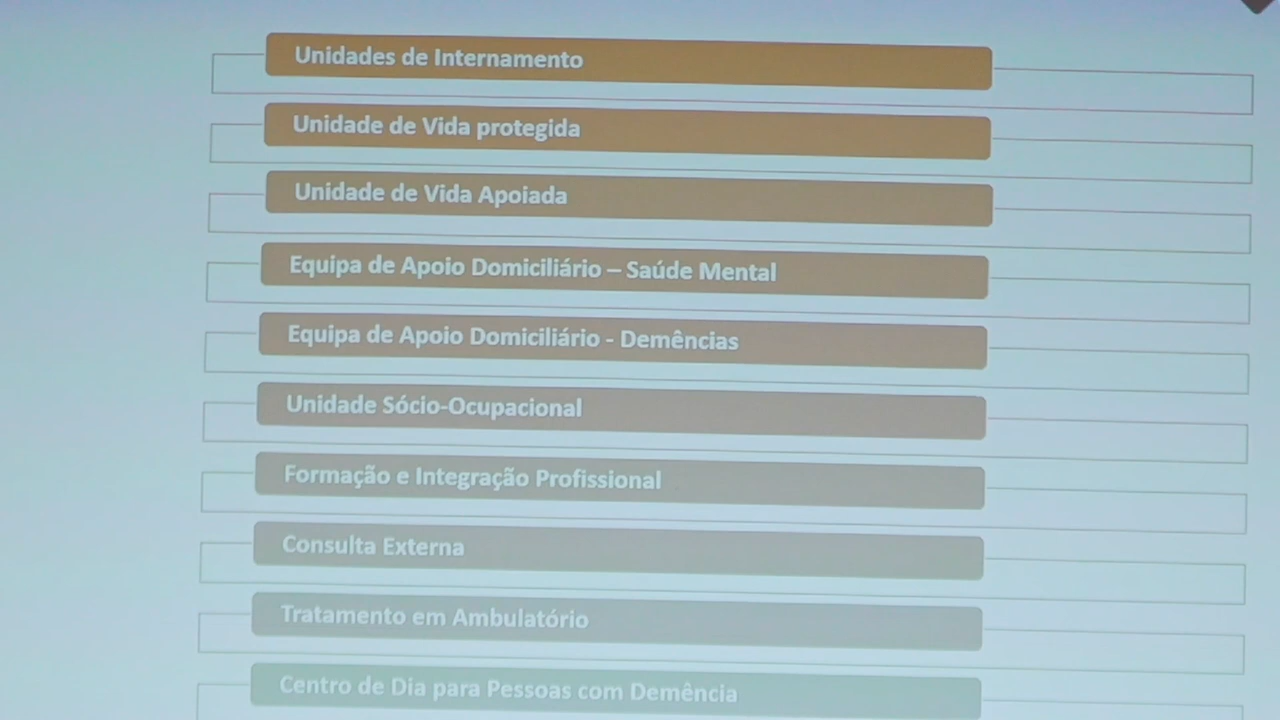 Unidades de Internamento
Unidade de Vida protegida
Unidade de Vida Apoiada
Equipa de Apoio Domiciliário – Saúde Mental
Equipa de Apoio Domiciliário - Demências
Unidade Sócio-Ocupacional
Formação e Integração Profissional
Consulta Externa
Tratamento em Ambulatório
Centro de Dia para Pessoas com Demência